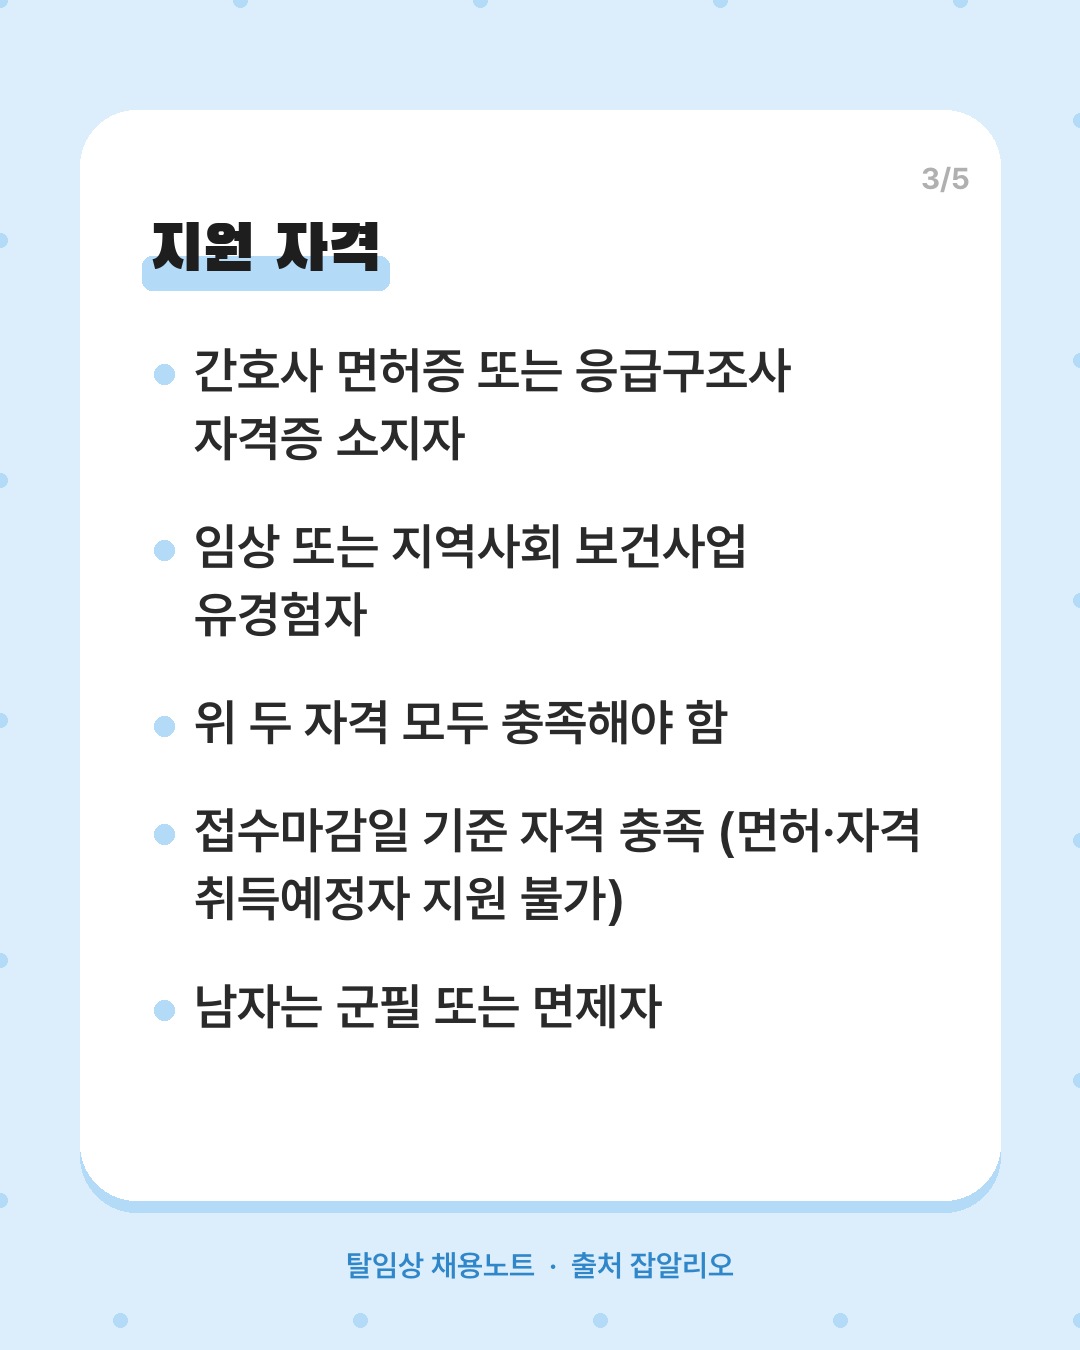 3/5
지원 자격
간호사 면허증 또는 응급구조사
자격증 소지자
임상 또는 지역사회 보건사업
유경험자
위 두 자격 모두 충족해야 함
접수마감일 기준 자격 충족 (면허·자격
취득예정자 지원 불가)
남자는 군필 또는 면제자
탈임상 채용노트 · 출처 잡알리오